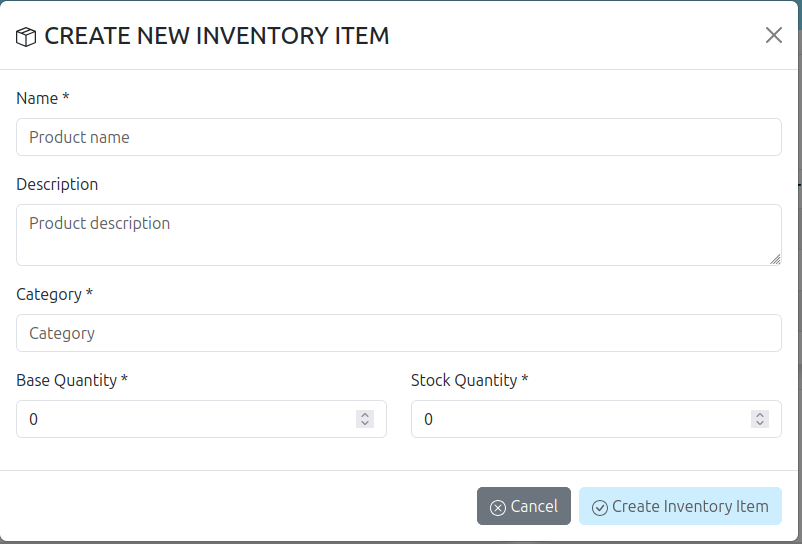 CREATE NEW INVENTORY ITEM
Name *
Product name
Description
Product description
Category *
Category
Base Quantity * Stock Quantity *
0 0
Cancel Create Inventory Item